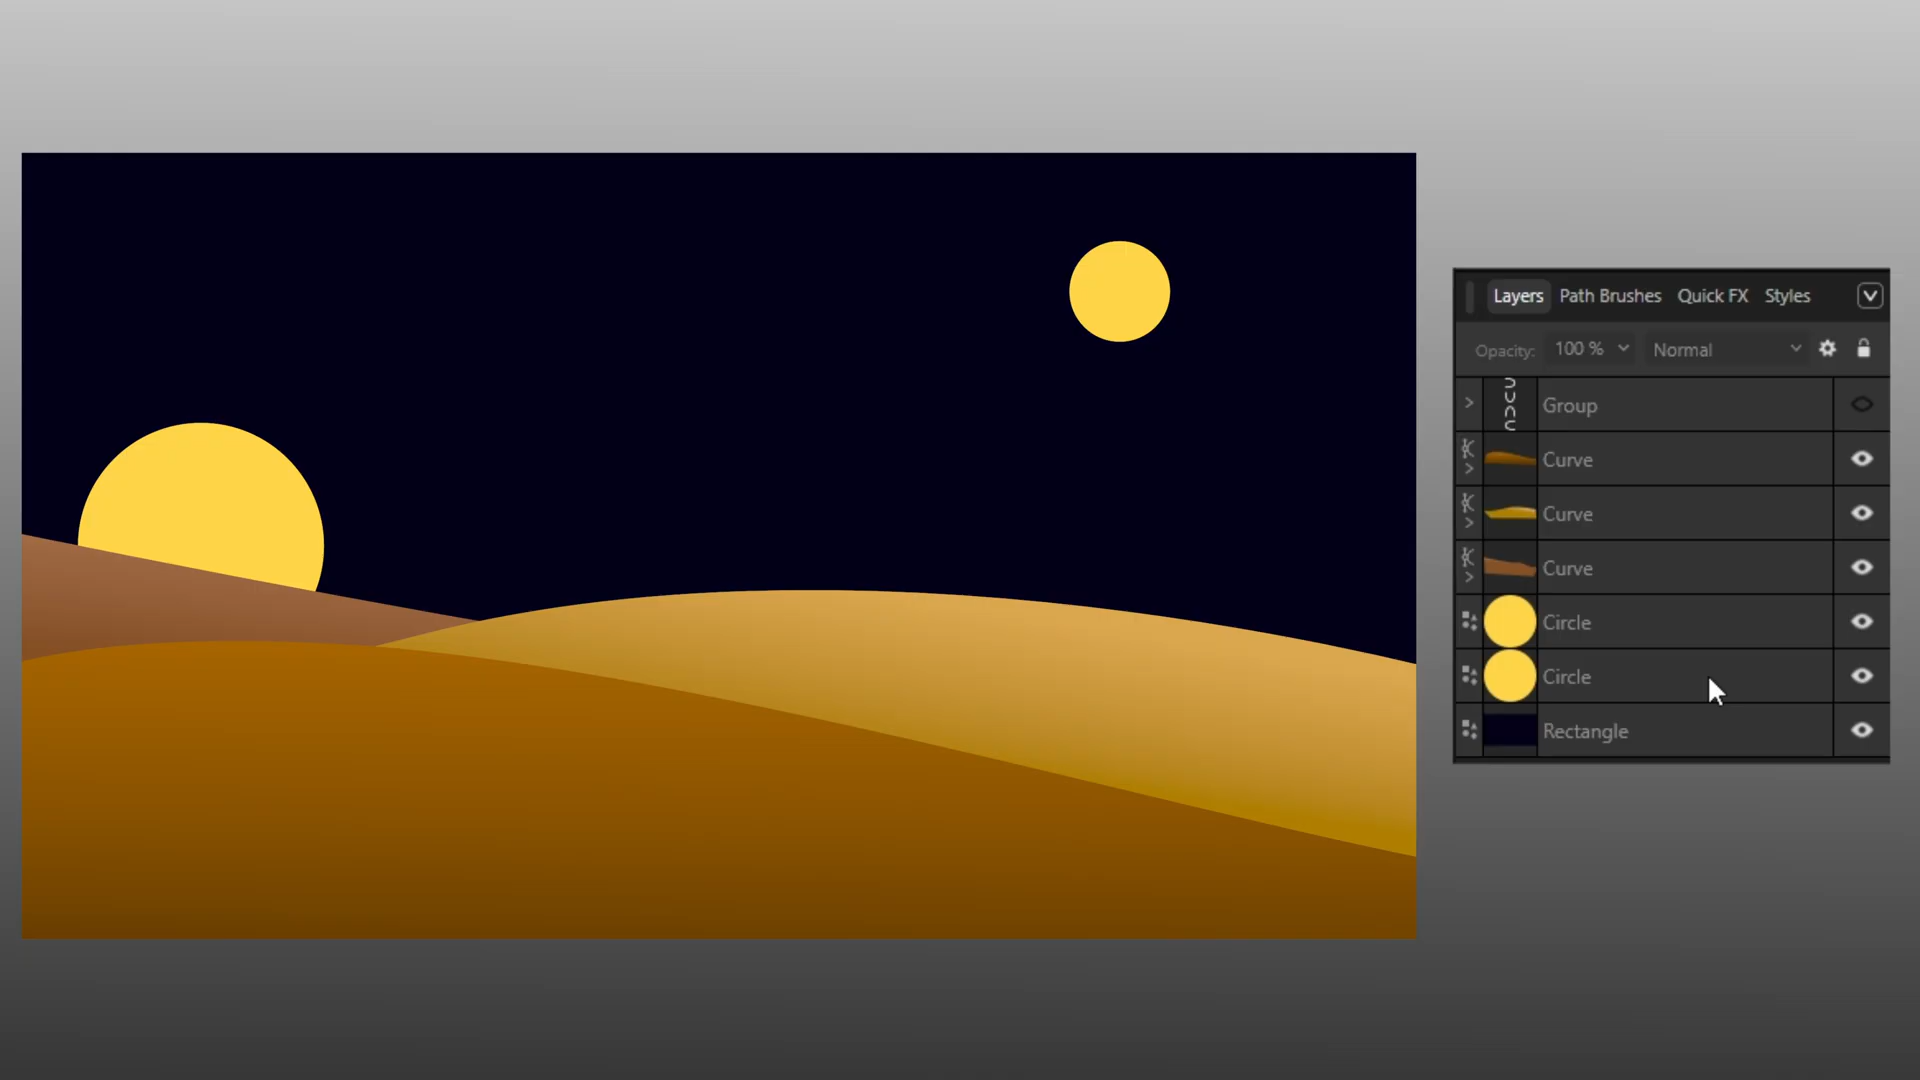 Layers Path Brushes Quick FX Styles
Opacity: 100 % Normal
Group
Curve
Curve
Curve
Circle
Circle
Rectangle